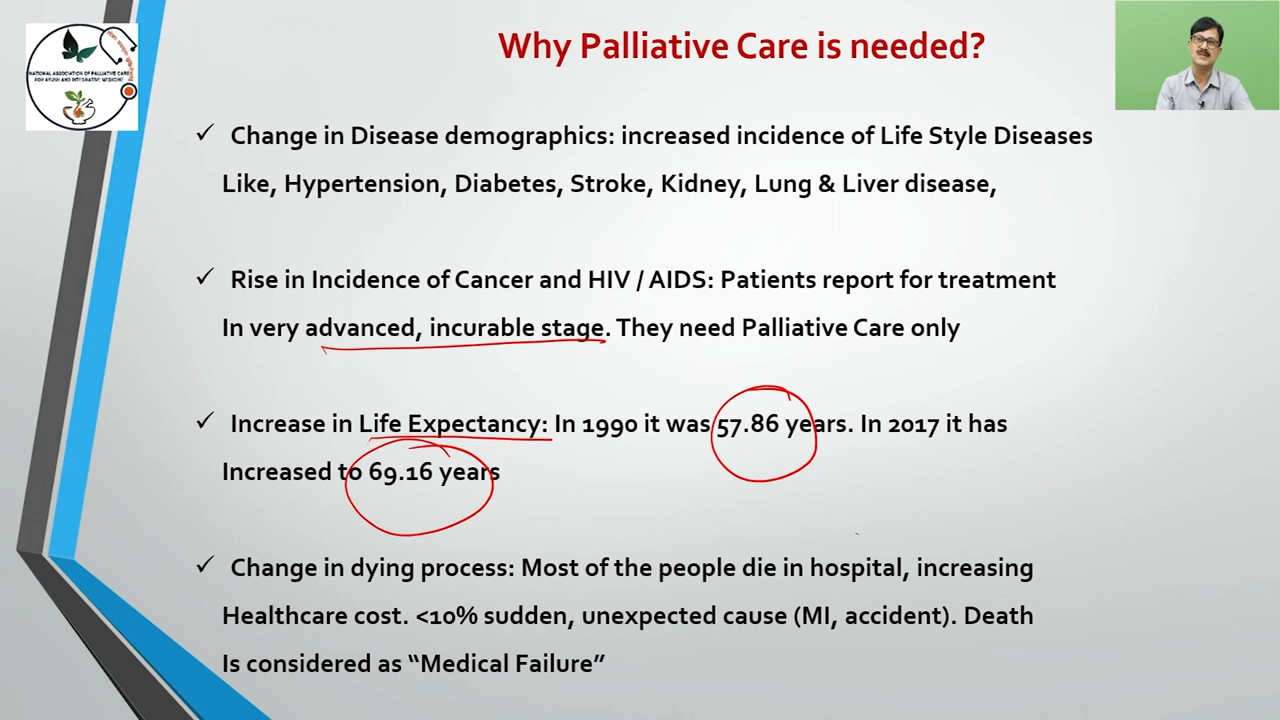 NATIONAL ASSOCIATION OF PALLIATIVE CARE
FOR AYUSH AND INTEGRATIVE MEDICINE
Why Palliative Care is needed?
✓ Change in Disease demographics: increased incidence of Life Style Diseases
Like, Hypertension, Diabetes, Stroke, Kidney, Lung & Liver disease,
✓ Rise in Incidence of Cancer and HIV / AIDS: Patients report for treatment
In very advanced, incurable stage. They need Palliative Care only
✓ Increase in Life Expectancy: In 1990 it was 57.86 years. In 2017 it has
Increased to 69.16 years
✓ Change in dying process: Most of the people die in hospital, increasing
Healthcare cost. <10% sudden, unexpected cause (MI, accident). Death
Is considered as “Medical Failure”